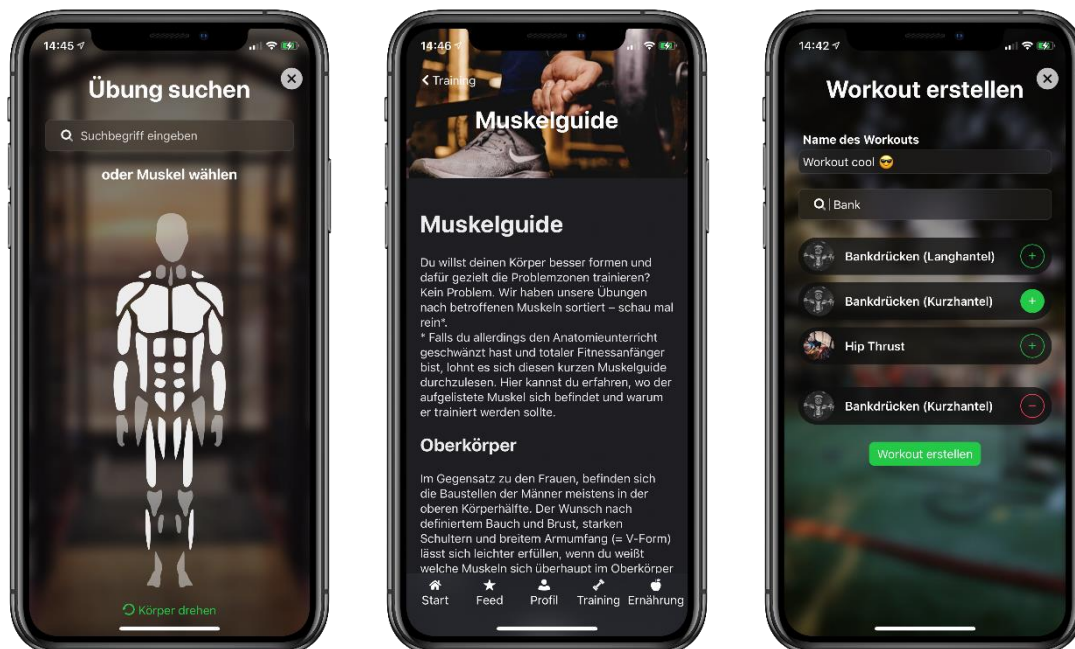 14:45
Übung suchen
Suchbegriff eingeben
oder Muskel wählen
Körper drehen
14:46
Training
Muskelguide
Muskelguide
Du willst deinen Körper besser formen und
dafür gezielt die Problemzonen trainieren?
Kein Problem. Wir haben unsere Übungen
nach betroffenen Muskeln sortiert – schau mal
rein*.
* Falls du allerdings den Anatomieunterricht
geschwänzt hast und totaler Fitnessanfänger
bist, lohnt es sich diesen kurzen Muskelguide
durchzulesen. Hier kannst du erfahren, wo der
aufgelistete Muskel sich befindet und warum
er trainiert werden sollte.
Oberkörper
Im Gegensatz zu den Frauen, befinden sich
die Baustellen der Männer meistens in der
oberen Körperhälfte. Der Wunsch nach
definiertem Bauch und Brust, starken
Schultern und breitem Armumfang (= V-Form)
lässt sich leichter erfüllen, wenn du weißt
welche Muskeln sich überhaupt im Oberkörper
Start Feed Profil Training Ernährung
14:42
Workout erstellen
Name des Workouts
Workout cool 😎
Bank
Bankdrücken (Langhantel)
Bankdrücken (Kurzhantel)
Hip Thrust
Bankdrücken (Kurzhantel)
Workout erstellen